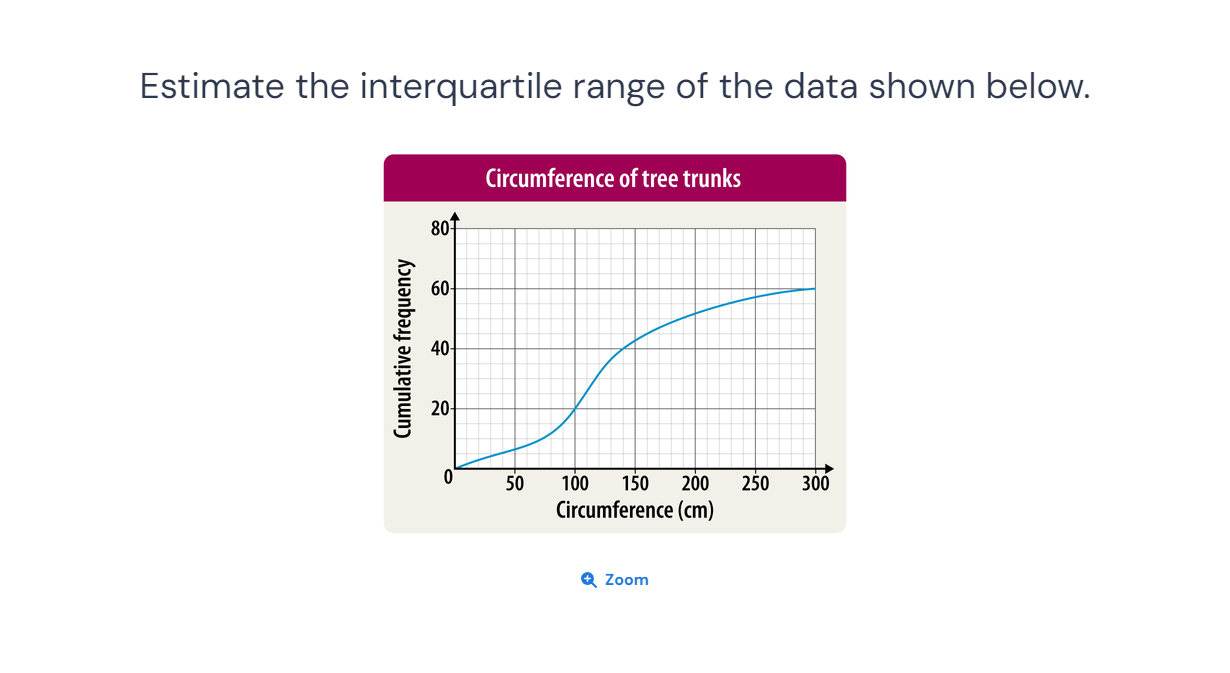 Estimate the interquartile range of the data shown below.
Circumference of tree trunks
Cumulative frequency
80
60
40
20
0
50 100 150 200 250 300
Circumference (cm)
Zoom